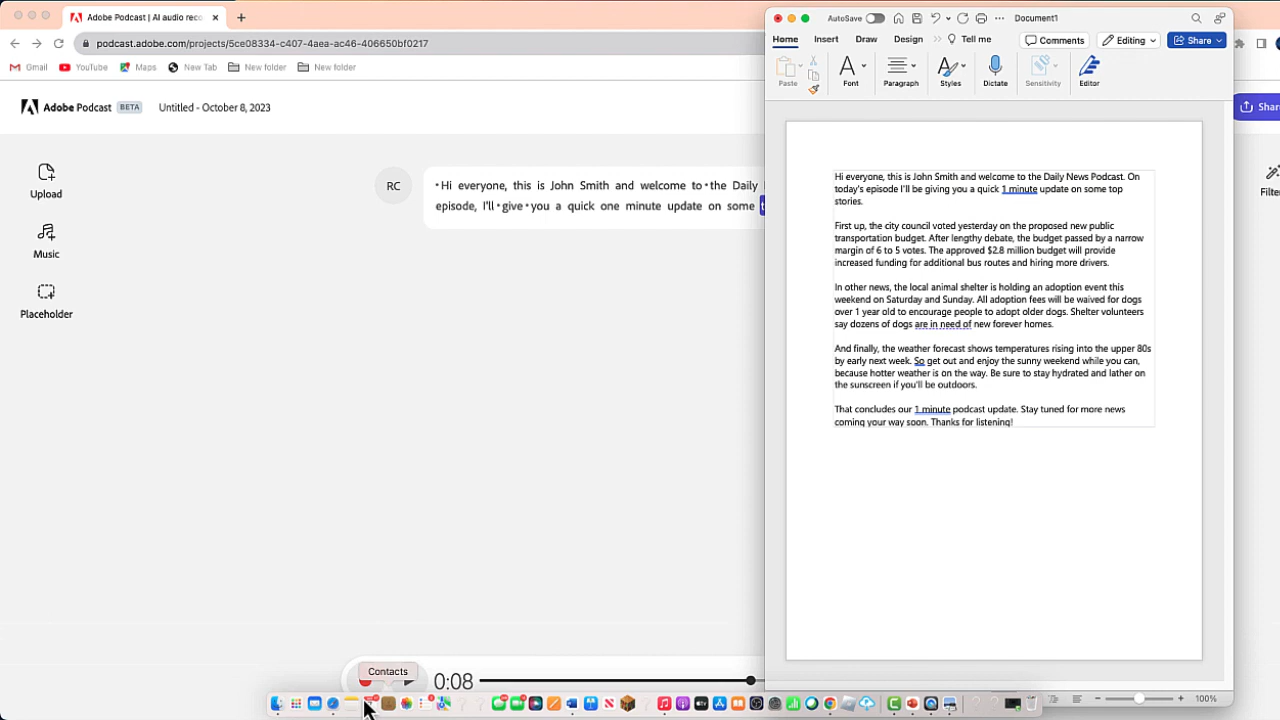 Adobe Podcast | AI audio reco
podcast.adobe.com/projects/5ce08334-c407-4aea-ac46-406650bf0217
Gmail YouTube Maps New Tab New folder New folder
Adobe Podcast BETA Untitled - October 8, 2023
Share
Upload
Music
Placeholder
Filter
RC
Hi everyone, this is John Smith and welcome to the Daily
episode, I'll give you a quick one minute update on some
Contacts
0:08
AutoSave Document1
Home Insert Draw Design Tell me Comments Editing Share
Paste Font Paragraph Styles Dictate Sensitivity Editor
Hi everyone, this is John Smith and welcome to the Daily News Podcast. On
today's episode I'll be giving you a quick 1 minute update on some top
stories.
First up, the city council voted yesterday on the proposed new public
transportation budget. After lengthy debate, the budget passed by a narrow
margin of 6 to 5 votes. The approved $2.8 million budget will provide
increased funding for additional bus routes and hiring more drivers.
In other news, the local animal shelter is holding an adoption event this
weekend on Saturday and Sunday. All adoption fees will be waived for dogs
over 1 year old to encourage people to adopt older dogs. Shelter volunteers
say dozens of dogs are in need of new forever homes.
And finally, the weather forecast shows temperatures rising into the upper 80s
by early next week. So get out and enjoy the sunny weekend while you can,
because hotter weather is on the way. Be sure to stay hydrated and lather on
the sunscreen if you'll be outdoors.
That concludes our 1 minute podcast update. Stay tuned for more news
coming your way soon. Thanks for listening!
100%